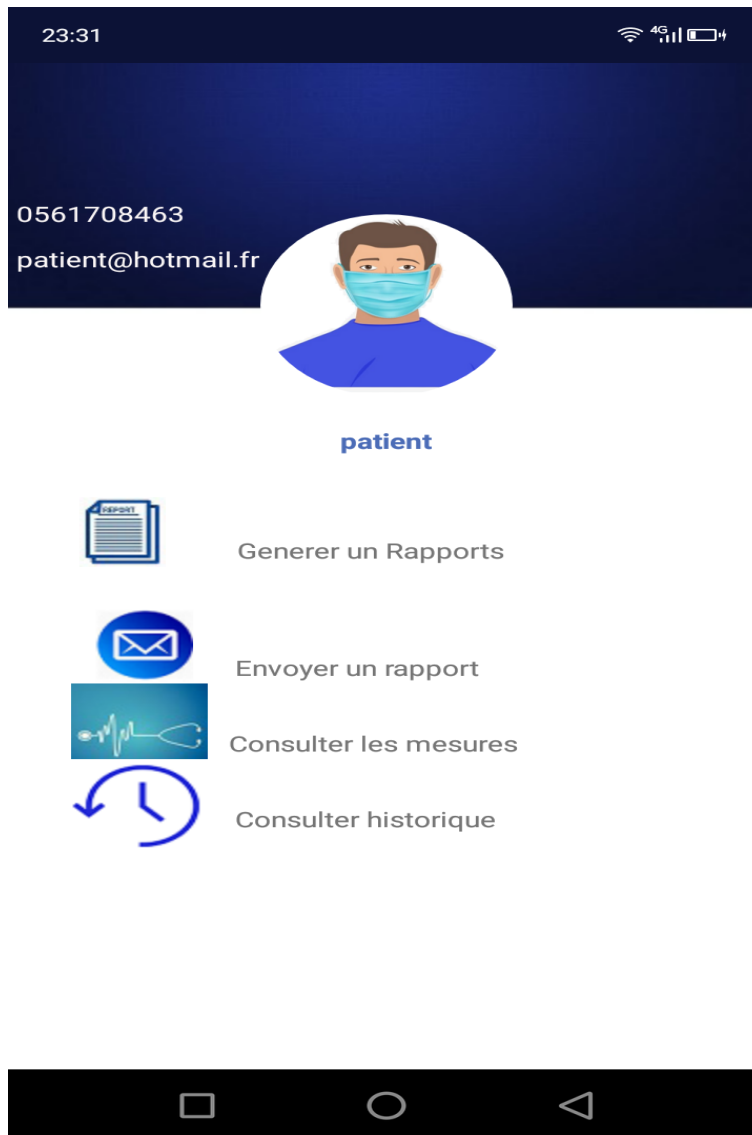 23:31
4G
0561708463
patient@hotmail.fr
patient
REPORT
Generer un Rapports
Envoyer un rapport
Consulter les mesures
Consulter historique